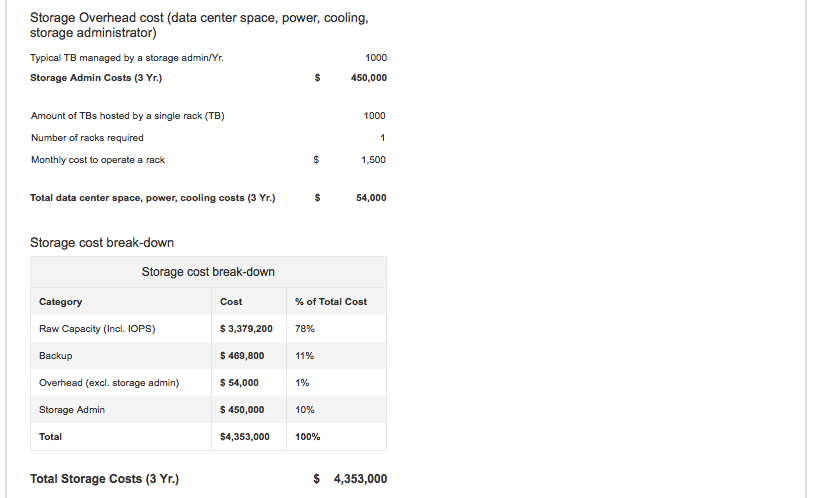 Storage Overhead cost (data center space, power, cooling,
storage administrator)
Typical TB managed by a storage admin/Yr. 1000
Storage Admin Costs (3 Yr.) $ 450,000
Amount of TBs hosted by a single rack (TB) 1000
Number of racks required 1
Monthly cost to operate a rack $ 1,500
Total data center space, power, cooling costs (3 Yr.) $ 54,000
Storage cost break-down
Storage cost break-down
Category Cost % of Total Cost
Raw Capacity (Incl. IOPS) $ 3,379,200 78%
Backup $ 469,800 11%
Overhead (excl. storage admin) $ 54,000 1%
Storage Admin $ 450,000 10%
Total $4,353,000 100%
Total Storage Costs (3 Yr.) $ 4,353,000